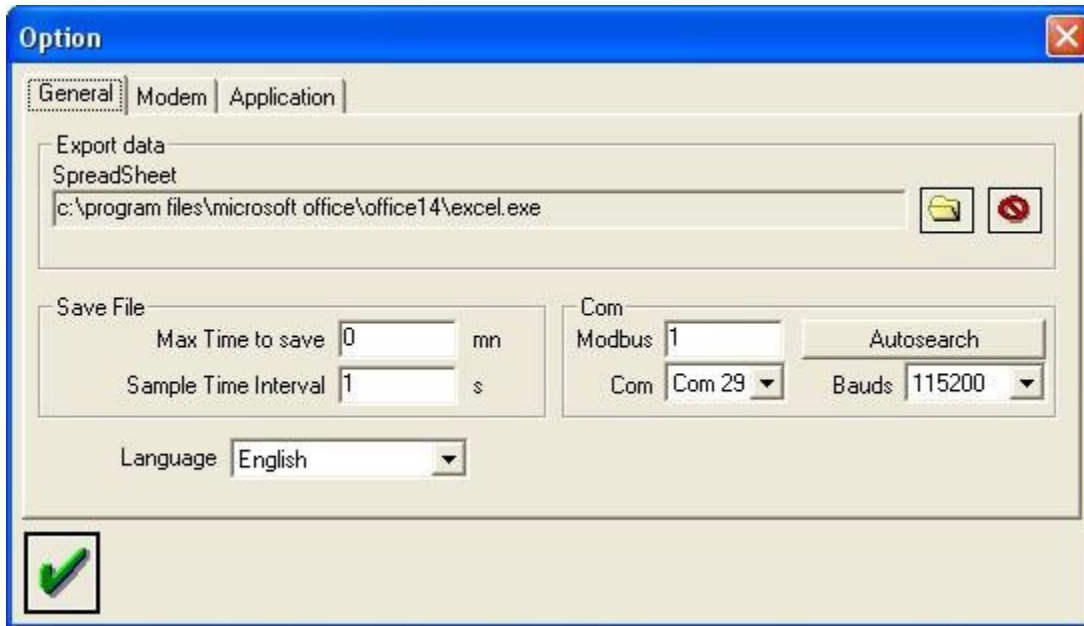 Option
General Modem Application
Export data
SpreadSheet
c:\program files\microsoft office\office14\excel.exe
Save File
Max Time to save 0 mn
Sample Time Interval 1 s
Com
Modbus 1 Autosearch
Com Com 29 Bauds 115200
Language English